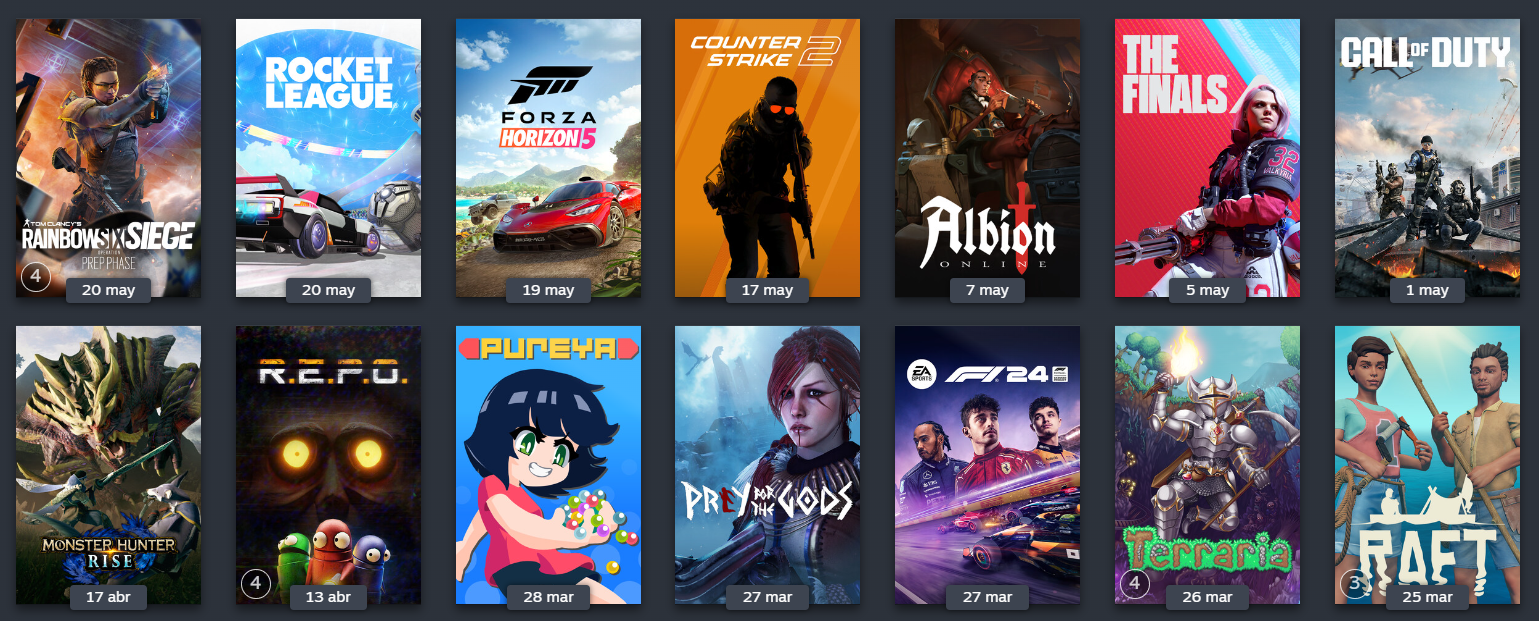 TOM CLANCY'S
RAINBOW SIX SIEGE
OPERATION
PREP PHASE
4
20 may
ROCKET
LEAGUE
20 may
FORZA
HORIZON 5
19 may
COUNTER
STRIKE 2
17 may
Albion
ONLINE
7 may
THE
FINALS
32
VALKYRIA
5 may
CALL OF DUTY
1 may
MONSTER HUNTER
RISE
17 abr
R.E.P.O.
4
13 abr
PUREYA
28 mar
PREY FOR THE GODS
27 mar
EA
SPORTS
F1 24
27 mar
Terraria
4
26 mar
RAFT
3
25 mar